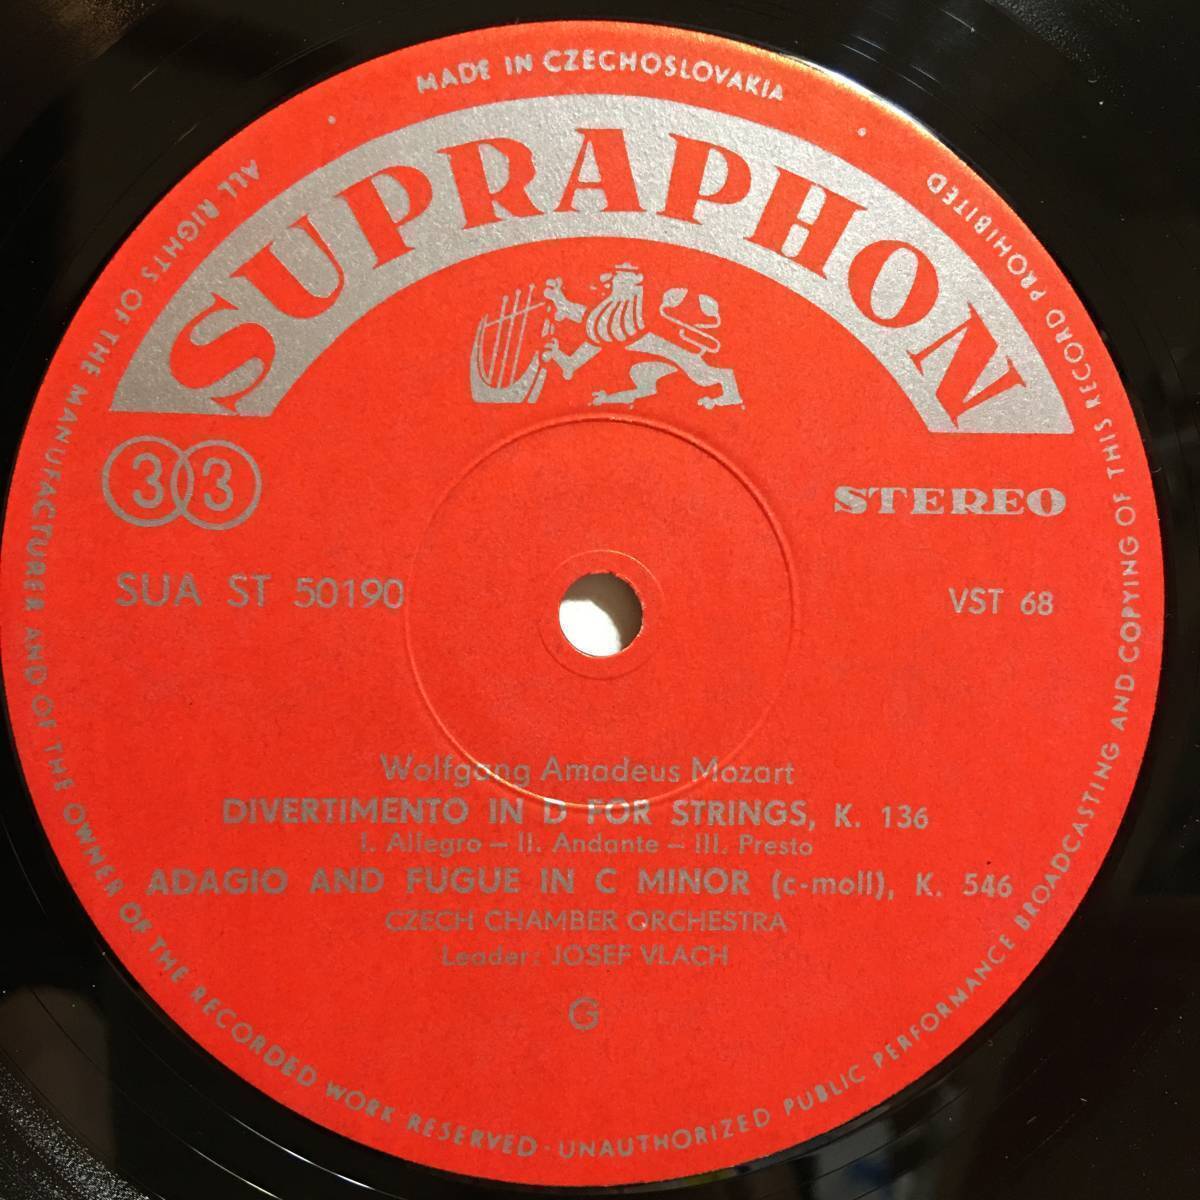 MADE IN CZECHOSLOVAKIA
SUPRAPHON
33
STEREO
SUA ST 50190
VST 68
Wolfgang Amadeus Mozart
DIVERTIMENTO IN D FOR STRINGS, K. 136
I. Allegro – II. Andante – III. Presto
ADAGIO AND FUGUE IN C MINOR (c-moll), K. 546
CZECH CHAMBER ORCHESTRA
Leader: JOSEF VLACH
G
ALL RIGHTS OF THE MANUFACTURER AND OF THE OWNER OF THE RECORDED WORK RESERVED - UNAUTHORIZED PUBLIC PERFORMANCE BROADCASTING AND COPYING OF THIS RECORD PROHIBITED